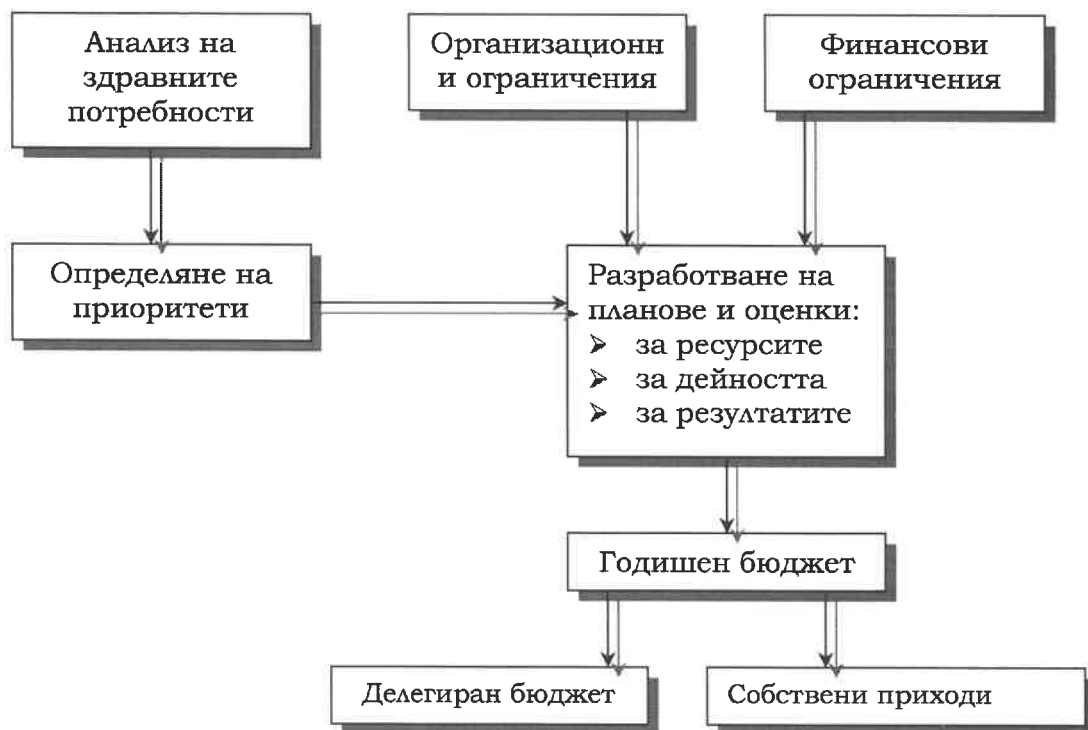 Анализ на
здравните
потребности
Организационн
и ограничения
Финансови
ограничения
Определяне на
приоритети
Разработване на
планове и оценки:
➢ за ресурсите
➢ за дейността
➢ за резултатите
Годишен бюджет
Делегиран бюджет
Собствени приходи